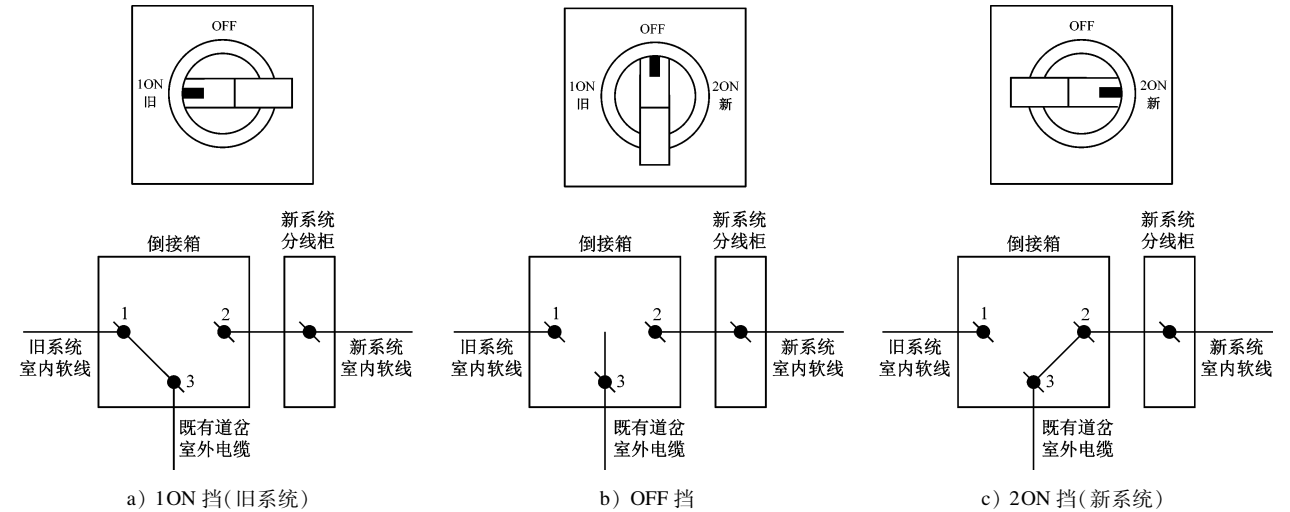 OFF
1ON
旧
OFF
1ON
旧
2ON
新
OFF
2ON
新
倒接箱
新系统
分线柜
1
2
3
旧系统
室内软线
新系统
室内软线
既有道岔
室外电缆
倒接箱
新系统
分线柜
1
2
3
旧系统
室内软线
新系统
室内软线
既有道岔
室外电缆
倒接箱
新系统
分线柜
1
2
3
旧系统
室内软线
新系统
室内软线
既有道岔
室外电缆
a) 1ON 挡(旧系统)
b) OFF 挡
c) 2ON 挡(新系统)